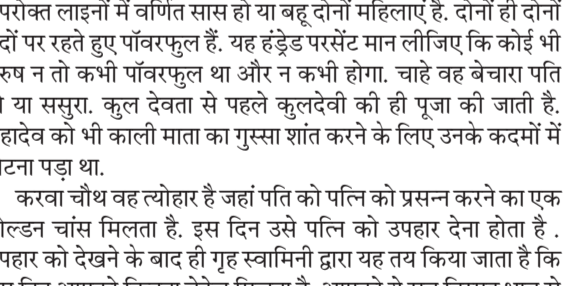 परोक्त लाइनों में वर्णित सास हो या बहू दोनों महिलाएं है. दोनों ही दोनों
दों पर रहते हुए पॉवरफुल हैं. यह हंड्रेड परसेंट मान लीजिए कि कोई भी
रुष न तो कभी पॉवरफुल था और न कभी होगा. चाहे वह बेचारा पति
या ससुरा. कुल देवता से पहले कुलदेवी की ही पूजा की जाती है.
हादेव को भी काली माता का गुस्सा शांत करने के लिए उनके कदमों में
टना पड़ा था.
करवा चौथ वह त्योहार है जहां पति को पत्नि को प्रसन्न करने का एक
ोल्डन चांस मिलता है. इस दिन उसे पत्नि को उपहार देना होता है .
पहार को देखने के बाद ही गृह स्वामिनी द्वारा यह तय किया जाता है कि